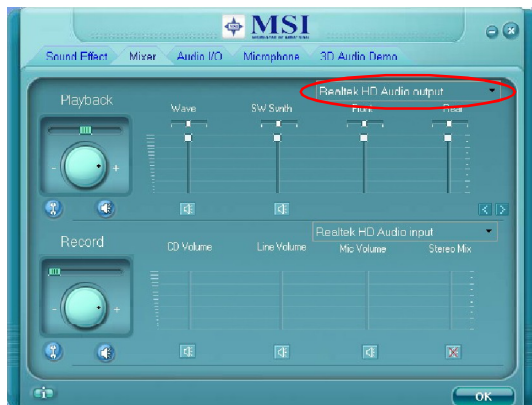 MSI
Sound Effect Mixer Audio I/O Microphone 3D Audio Demo
Realtek HD Audio output
Playback
Wave SW Synth Front Rear
Realtek HD Audio input
Record
CD Volume Line Volume Mic Volume Stereo Mix
OK